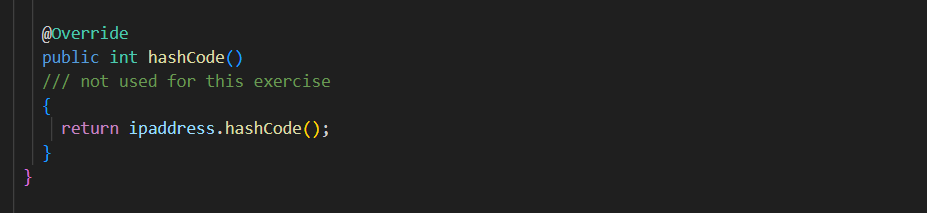 @Override
public int hashCode()
/// not used for this exercise
{
return ipaddress.hashCode();
}
}